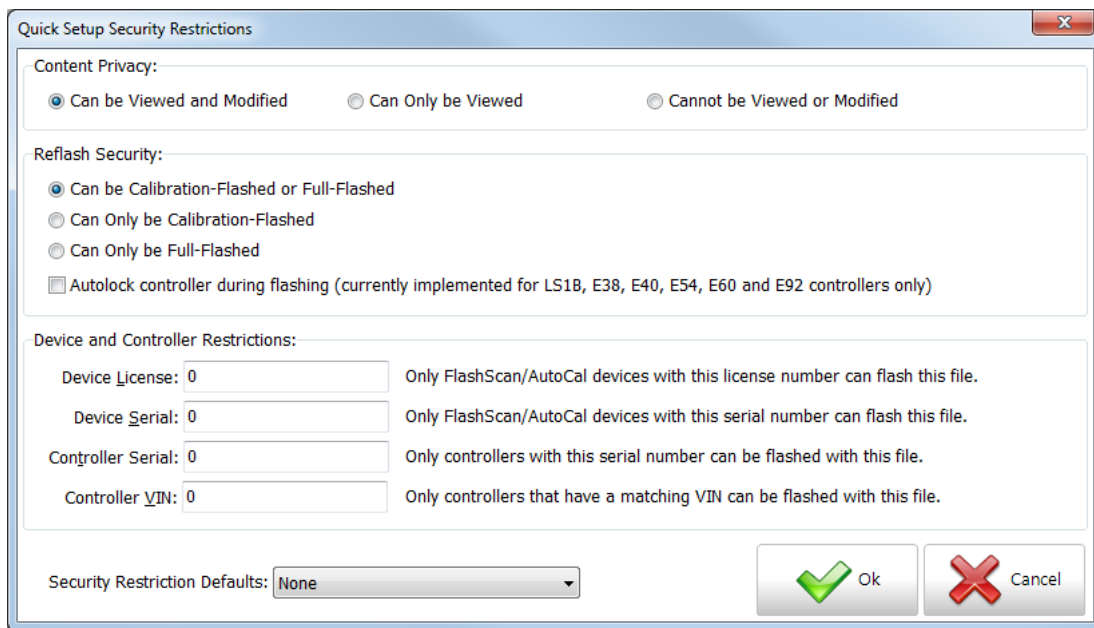 Quick Setup Security Restrictions
Content Privacy:
Can be Viewed and Modified Can Only be Viewed Cannot be Viewed or Modified
Reflash Security:
Can be Calibration-Flashed or Full-Flashed
Can Only be Calibration-Flashed
Can Only be Full-Flashed
Autolock controller during flashing (currently implemented for LS1B, E38, E40, E54, E60 and E92 controllers only)
Device and Controller Restrictions:
Device License: 0 Only FlashScan/AutoCal devices with this license number can flash this file.
Device Serial: 0 Only FlashScan/AutoCal devices with this serial number can flash this file.
Controller Serial: 0 Only controllers with this serial number can be flashed with this file.
Controller VIN: 0 Only controllers that have a matching VIN can be flashed with this file.
Security Restriction Defaults: None Ok Cancel